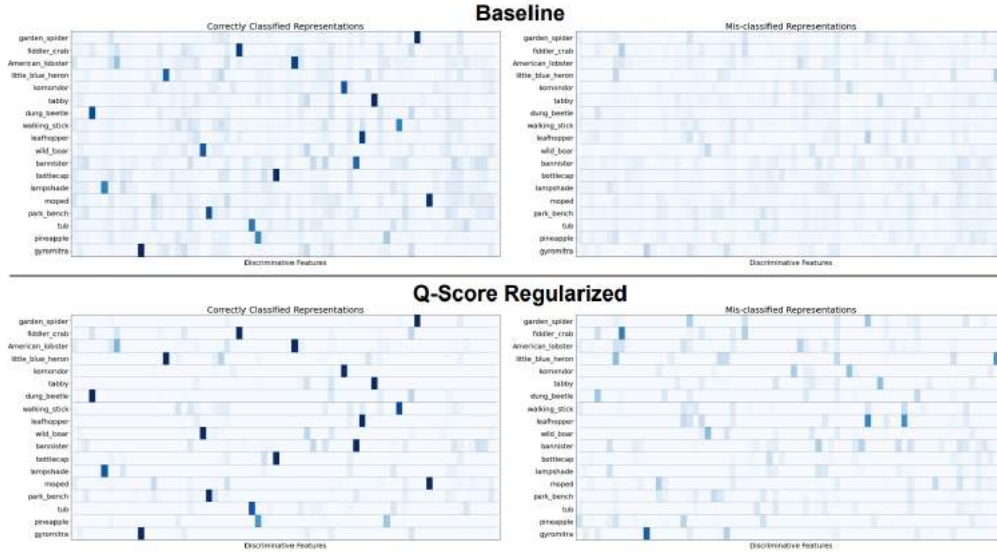 Baseline
Correctly Classified Representations
garden_spider
fiddler_crab
American_lobster
little_blue_heron
komondor
tabby
dung_beetle
walking_stick
leafhopper
wild_boar
bannister
bottlecap
lampshade
moped
park_bench
tub
pineapple
gyromitra
Discriminative Features
Mis-classified Representations
garden_spider
fiddler_crab
American_lobster
little_blue_heron
komondor
tabby
dung_beetle
walking_stick
leafhopper
wild_boar
bannister
bottlecap
lampshade
moped
park_bench
tub
pineapple
gyromitra
Discriminative Features
Q-Score Regularized
Correctly Classified Representations
garden_spider
fiddler_crab
American_lobster
little_blue_heron
komondor
tabby
dung_beetle
walking_stick
leafhopper
wild_boar
bannister
bottlecap
lampshade
moped
park_bench
tub
pineapple
gyromitra
Discriminative Features
Mis-classified Representations
garden_spider
fiddler_crab
American_lobster
little_blue_heron
komondor
tabby
dung_beetle
walking_stick
leafhopper
wild_boar
bannister
bottlecap
lampshade
moped
park_bench
tub
pineapple
gyromitra
Discriminative Features